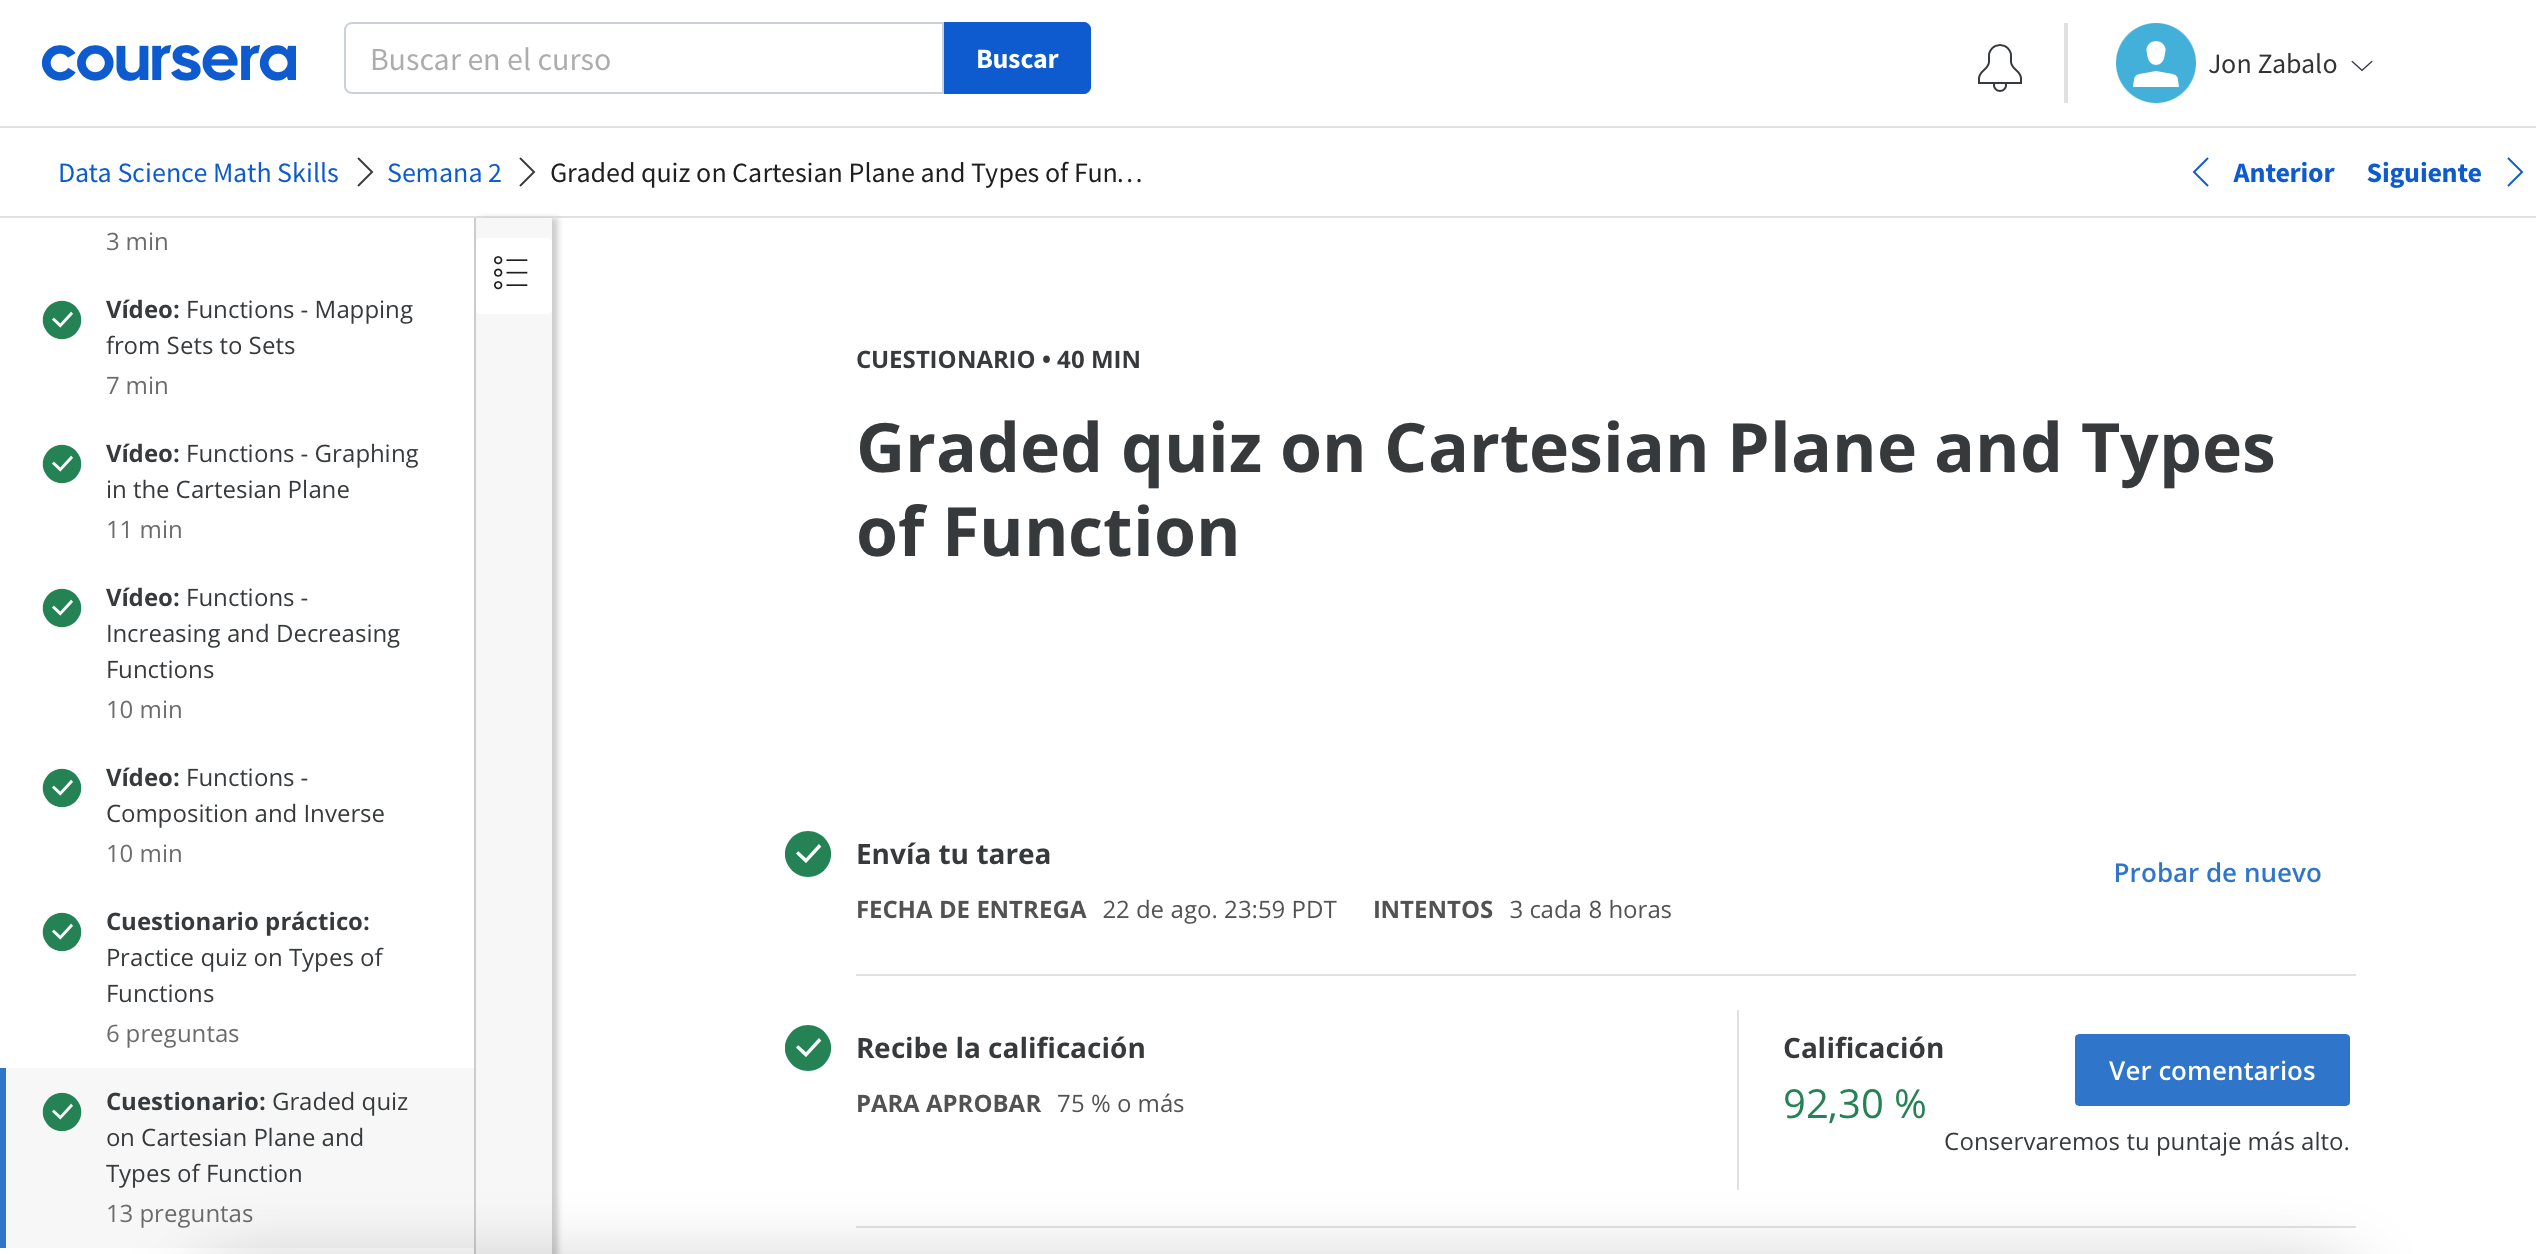 coursera
Buscar en el curso
Buscar
Jon Zabalo
Data Science Math Skills
Semana 2
Graded quiz on Cartesian Plane and Types of Fun…
Anterior
Siguiente
3 min
Vídeo: Functions - Mapping
from Sets to Sets
7 min
Vídeo: Functions - Graphing
in the Cartesian Plane
11 min
Vídeo: Functions -
Increasing and Decreasing
Functions
10 min
Vídeo: Functions -
Composition and Inverse
10 min
Cuestionario práctico:
Practice quiz on Types of
Functions
6 preguntas
Cuestionario: Graded quiz
on Cartesian Plane and
Types of Function
13 preguntas
CUESTIONARIO • 40 MIN
Graded quiz on Cartesian Plane and Types
of Function
Envía tu tarea
FECHA DE ENTREGA 22 de ago. 23:59 PDT INTENTOS 3 cada 8 horas
Probar de nuevo
Recibe la calificación
PARA APROBAR 75 % o más
Calificación
92,30 %
Ver comentarios
Conservaremos tu puntaje más alto.